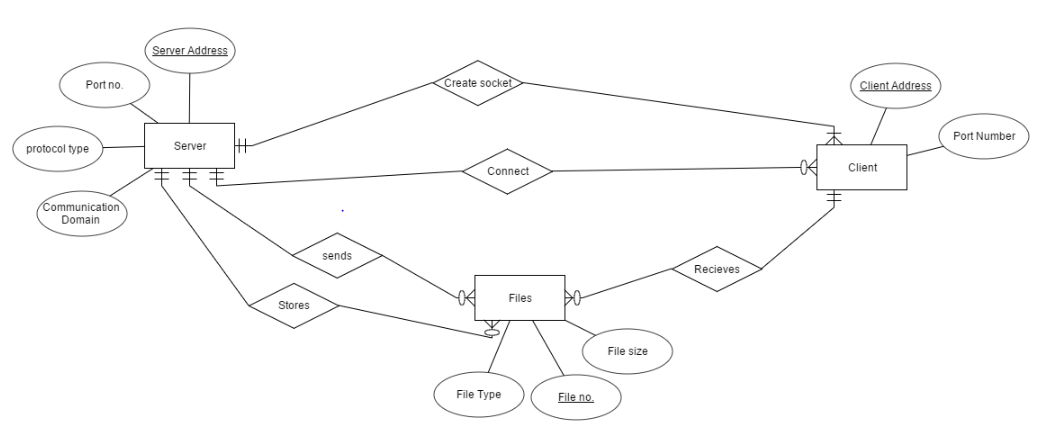 Server Address
Create socket
Client Address
Port no.
Port Number
Server
protocol type
Connect
Client
Communication
Domain
sends
Recieves
Files
Stores
File size
File Type
File no.